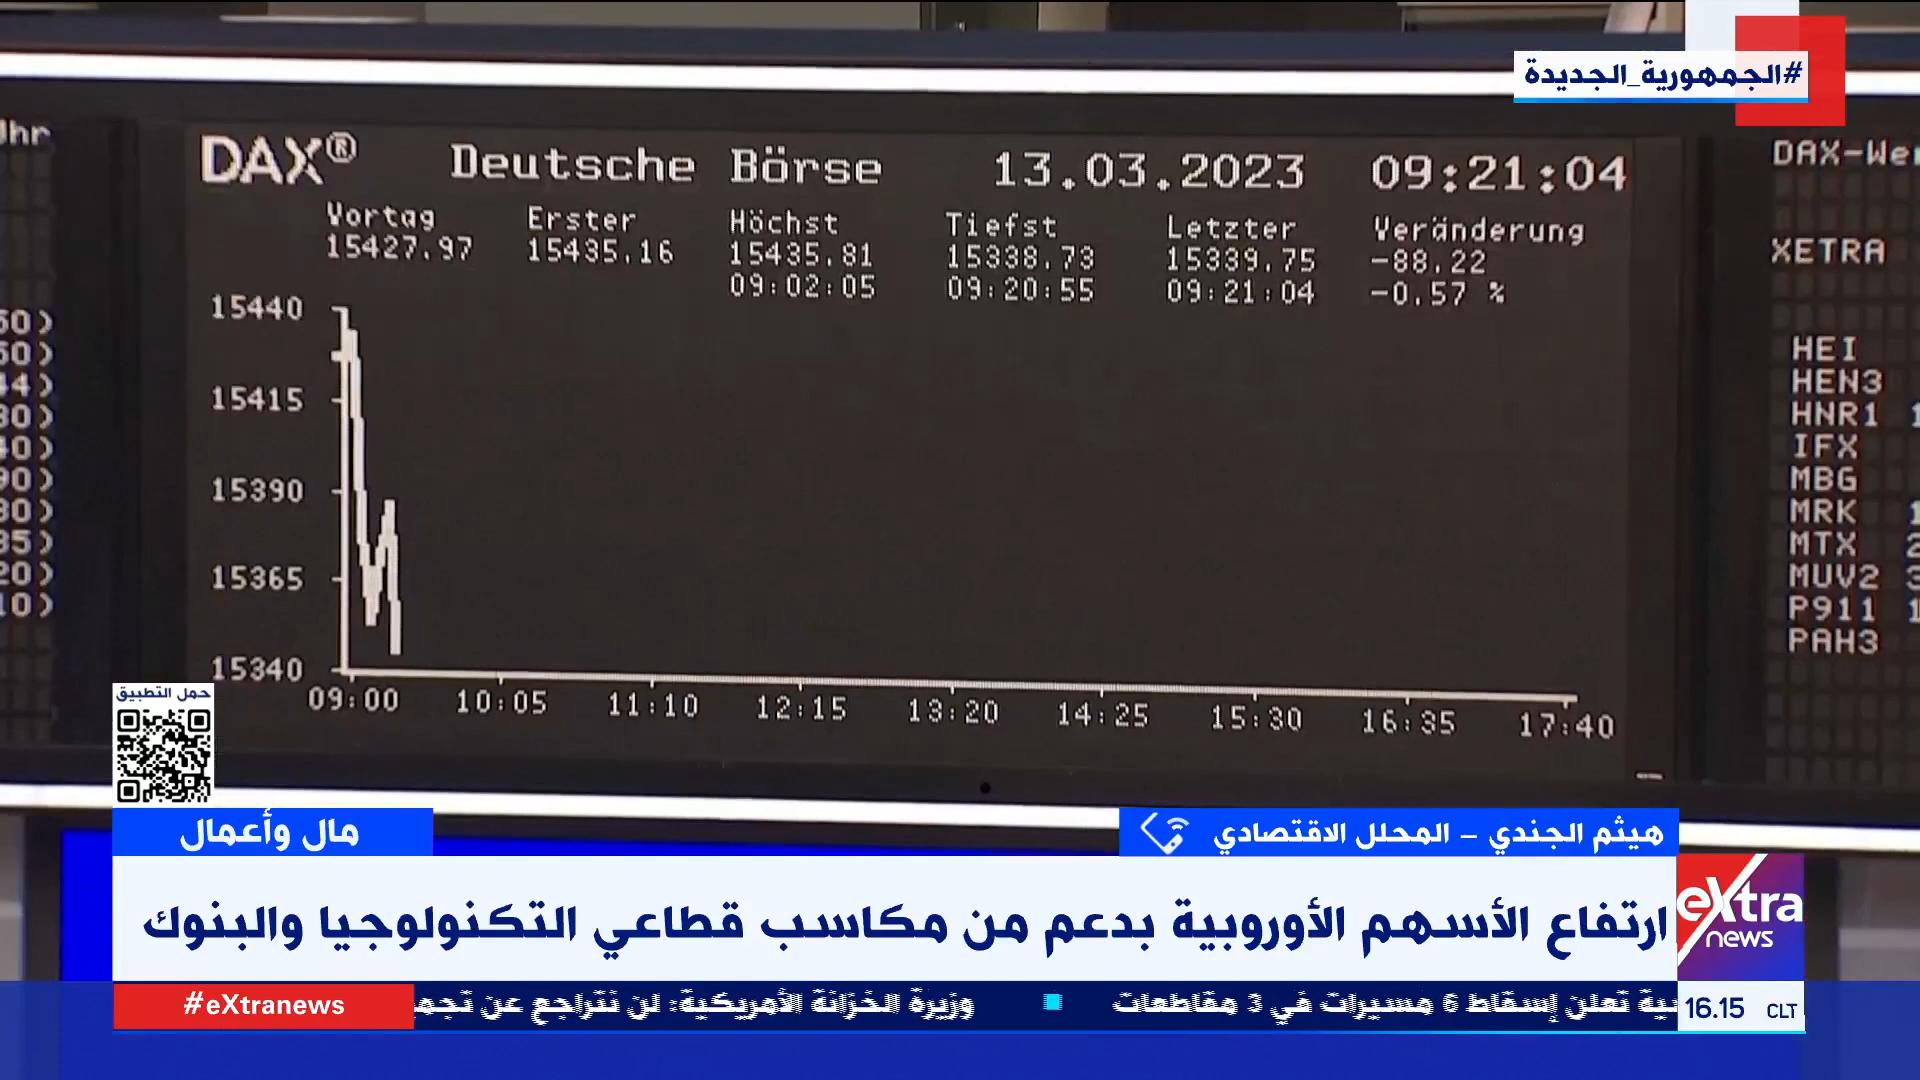 #الجمهورية_الجديدة
DAX® Deutsche Börse 13.03.2023 09:21:04
Vortag Erster Höchst Tiefst Letzter Veränderung
15427.97 15435.16 15435.81 15338.73 15339.75 -88.22
09:02:05 09:20:55 09:21:04 -0.57 %
15440
15415
15390
15365
15340
09:00 10:05 11:10 12:15 13:20 14:25 15:30 16:35 17:40
XETRA
HEI
HEN3
HNR1
IFX
MBG
MRK
MTX
MUV2
P911
PAH3
حمل التطبيق
هيثم الجندي – المحلل الاقتصادي
مال وأعمال
ارتفاع الأسهم الأوروبية بدعم من مكاسب قطاعي التكنولوجيا والبنوك
eXtra
news
تعلن إسقاط 6 مسيرات في 3 مقاطعات
وزيرة الخزانة الأمريكية: لن نتراجع عن
#eXtranews
16.15 CLT